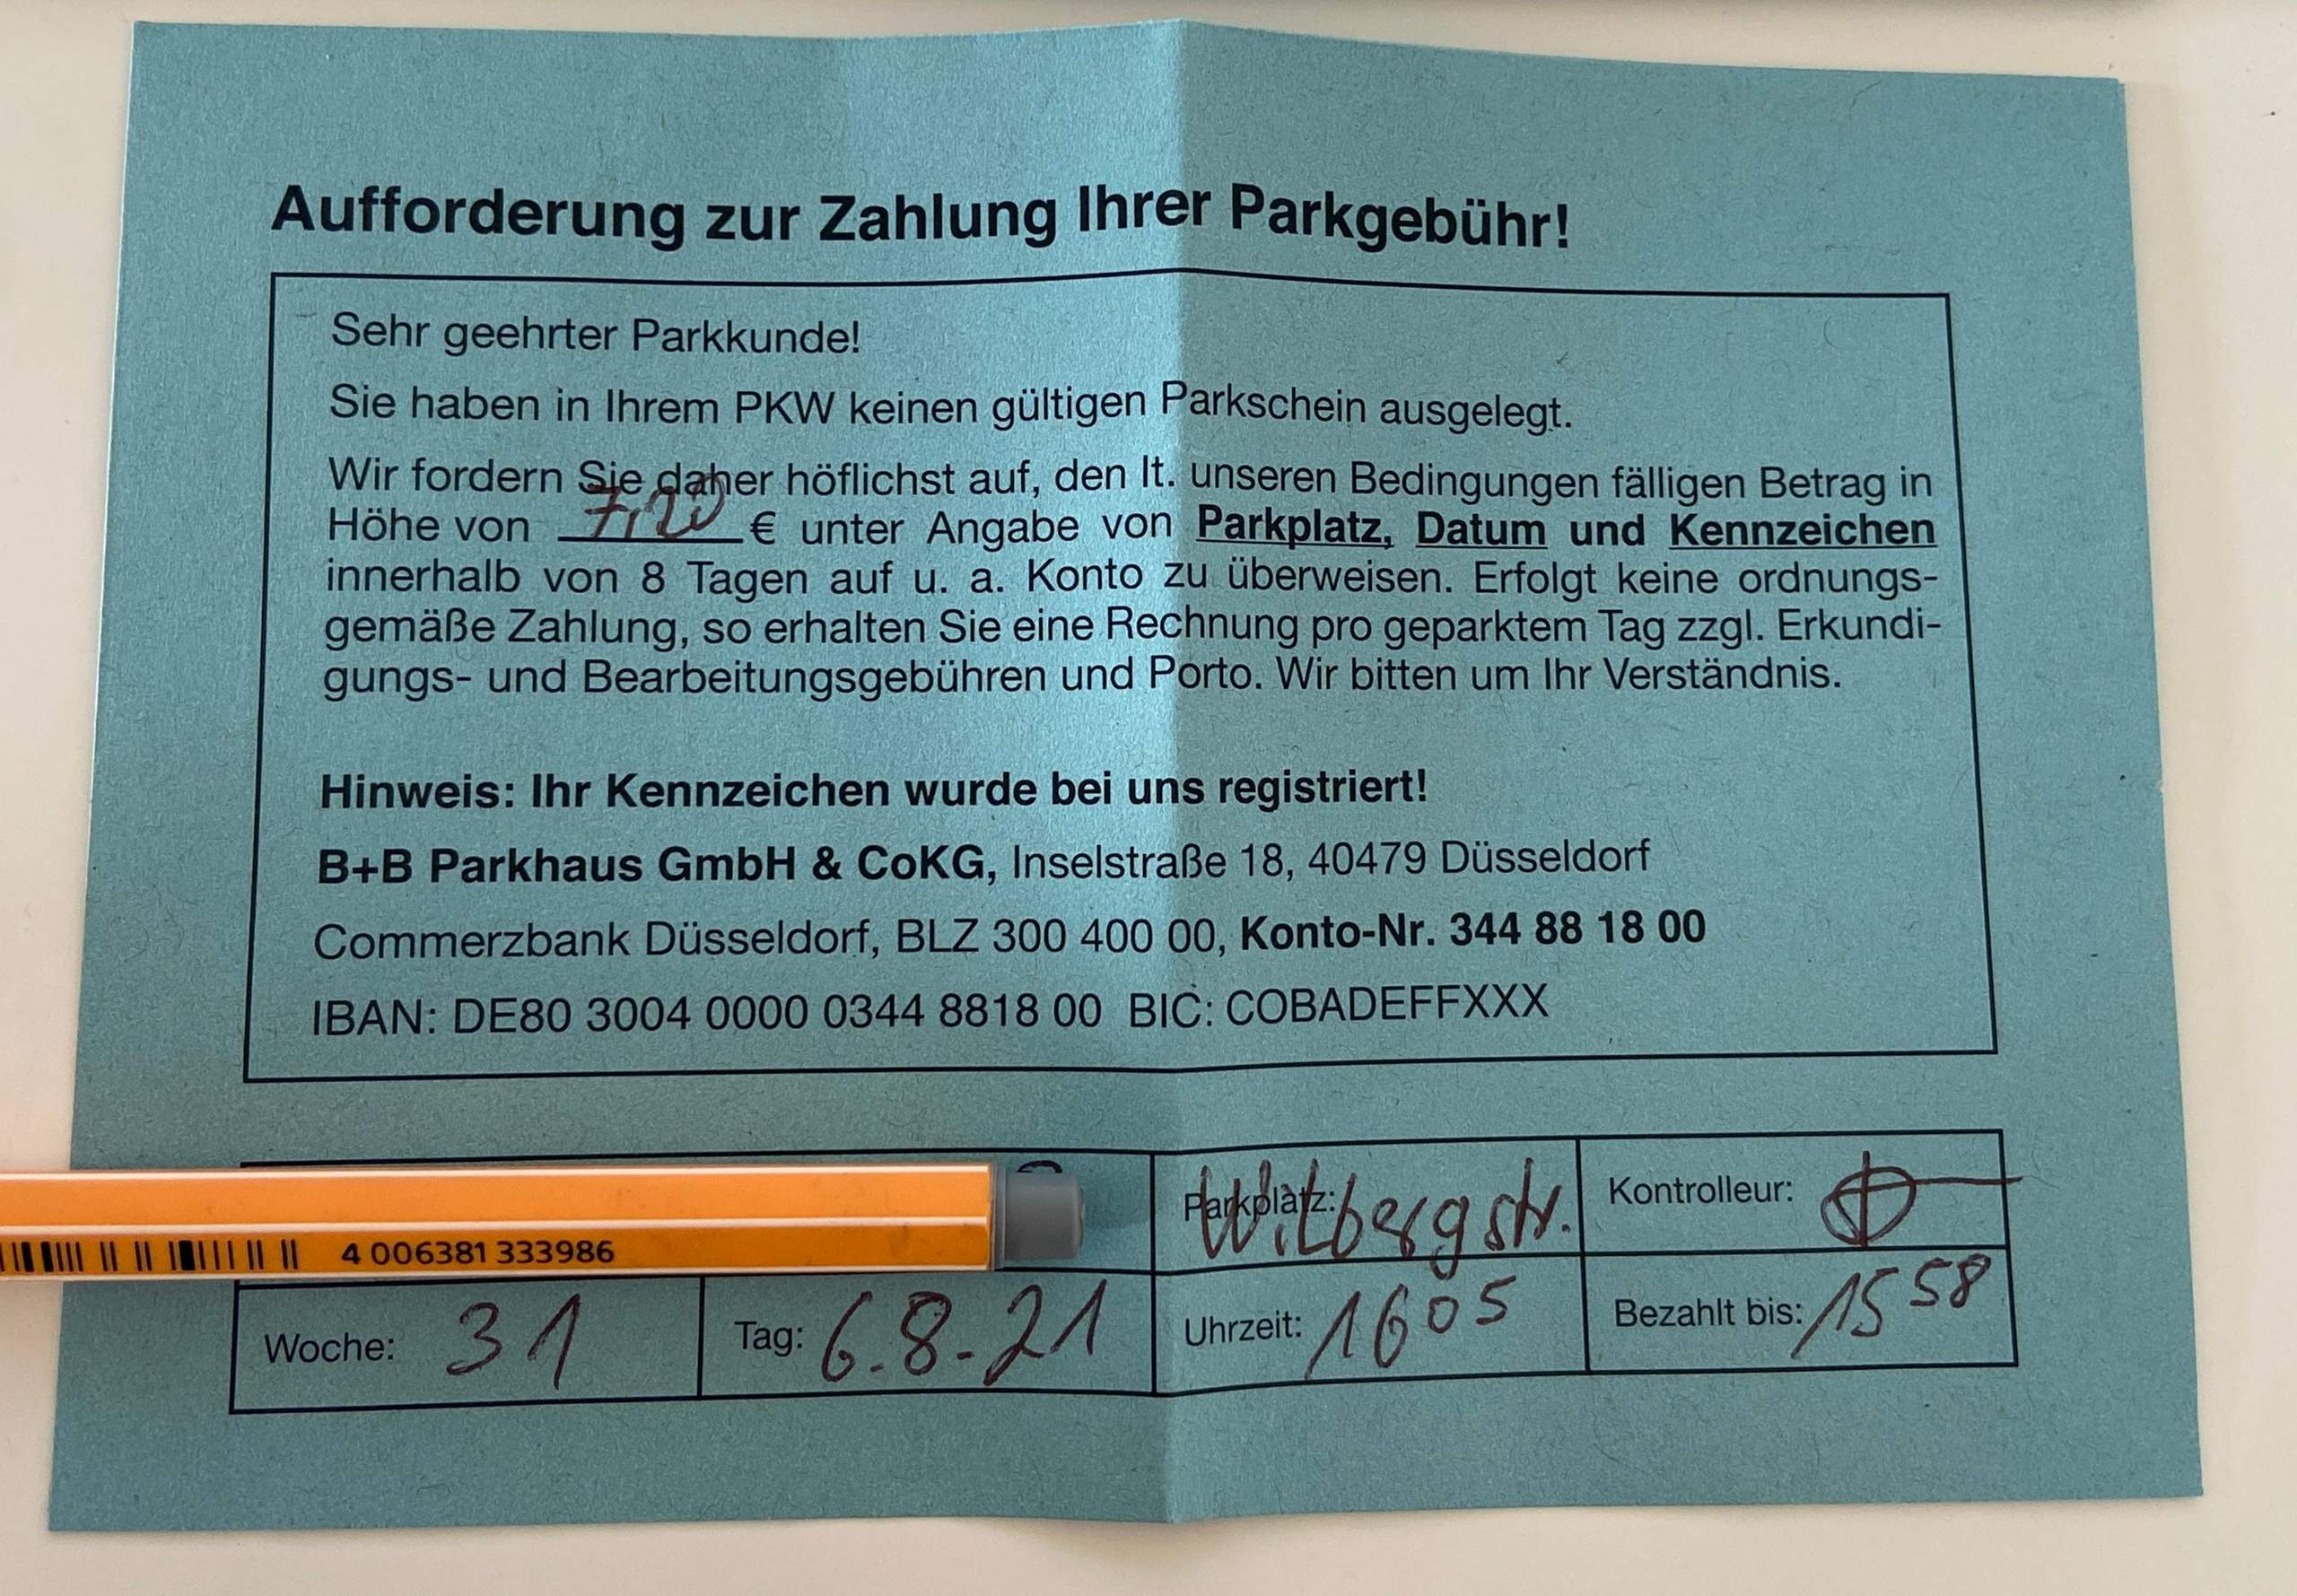 Aufforderung zur Zahlung Ihrer Parkgebühr!
Sehr geehrter Parkkunde!
Sie haben in Ihrem PKW keinen gültigen Parkschein ausgelegt.
Wir fordern Sie daher höflichst auf, den lt. unseren Bedingungen fälligen Betrag in
Höhe von 7,20 € unter Angabe von Parkplatz, Datum und Kennzeichen
innerhalb von 8 Tagen auf u. a. Konto zu überweisen. Erfolgt keine ordnungs-
gemäße Zahlung, so erhalten Sie eine Rechnung pro geparktem Tag zzgl. Erkundi-
gungs- und Bearbeitungsgebühren und Porto. Wir bitten um Ihr Verständnis.
Hinweis: Ihr Kennzeichen wurde bei uns registriert!
B+B Parkhaus GmbH & CoKG, Inselstraße 18, 40479 Düsseldorf
Commerzbank Düsseldorf, BLZ 300 400 00, Konto-Nr. 344 88 18 00
IBAN: DE80 3004 0000 0344 8818 00 BIC: COBADEFFXXX
Parkplatz: Kontrolleur:
4 006381 333986
Woche: 31 Tag: 6.8.21 Uhrzeit: 1605 Bezahlt bis: 1558